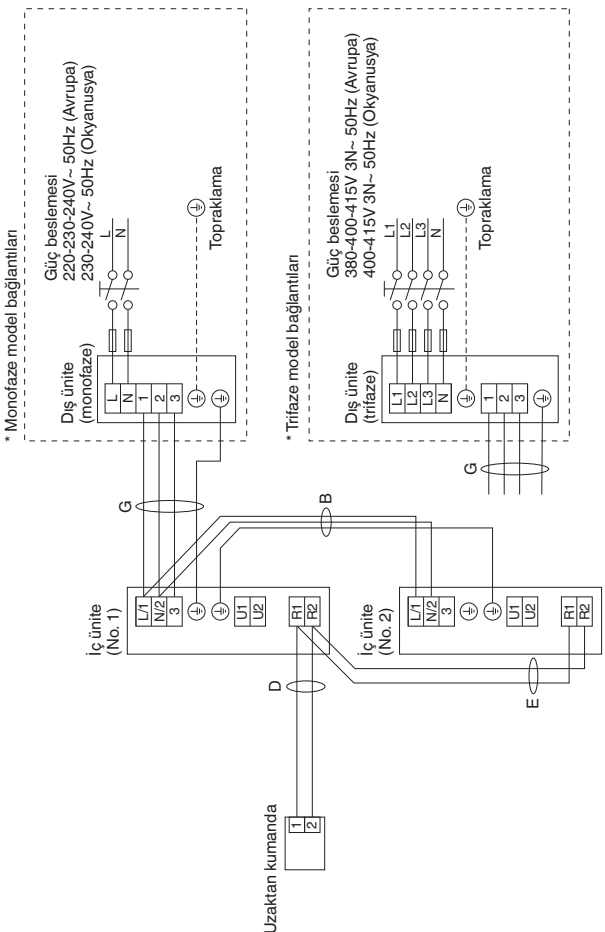 * Monofaze model bağlantıları
Güç beslemesi
220-230-240V~ 50Hz (Avrupa)
230-240V~ 50Hz (Okyanusya)
L
N
Topraklama
Dış ünite
(monofaze)
L
N
1
2
3
G
* Trifaze model bağlantıları
Güç beslemesi
380-400-415V 3N~ 50Hz (Avrupa)
400-415V 3N~ 50Hz (Okyanusya)
L1
L2
L3
N
Topraklama
Dış ünite
(trifaze)
L1
L2
L3
N
1
2
3
G
B
İç ünite
(No. 1)
L/1
N/2
3
U1
U2
R1
R2
İç ünite
(No. 2)
L/1
N/2
3
U1
U2
R1
R2
D
E
Uzaktan kumanda
1
2